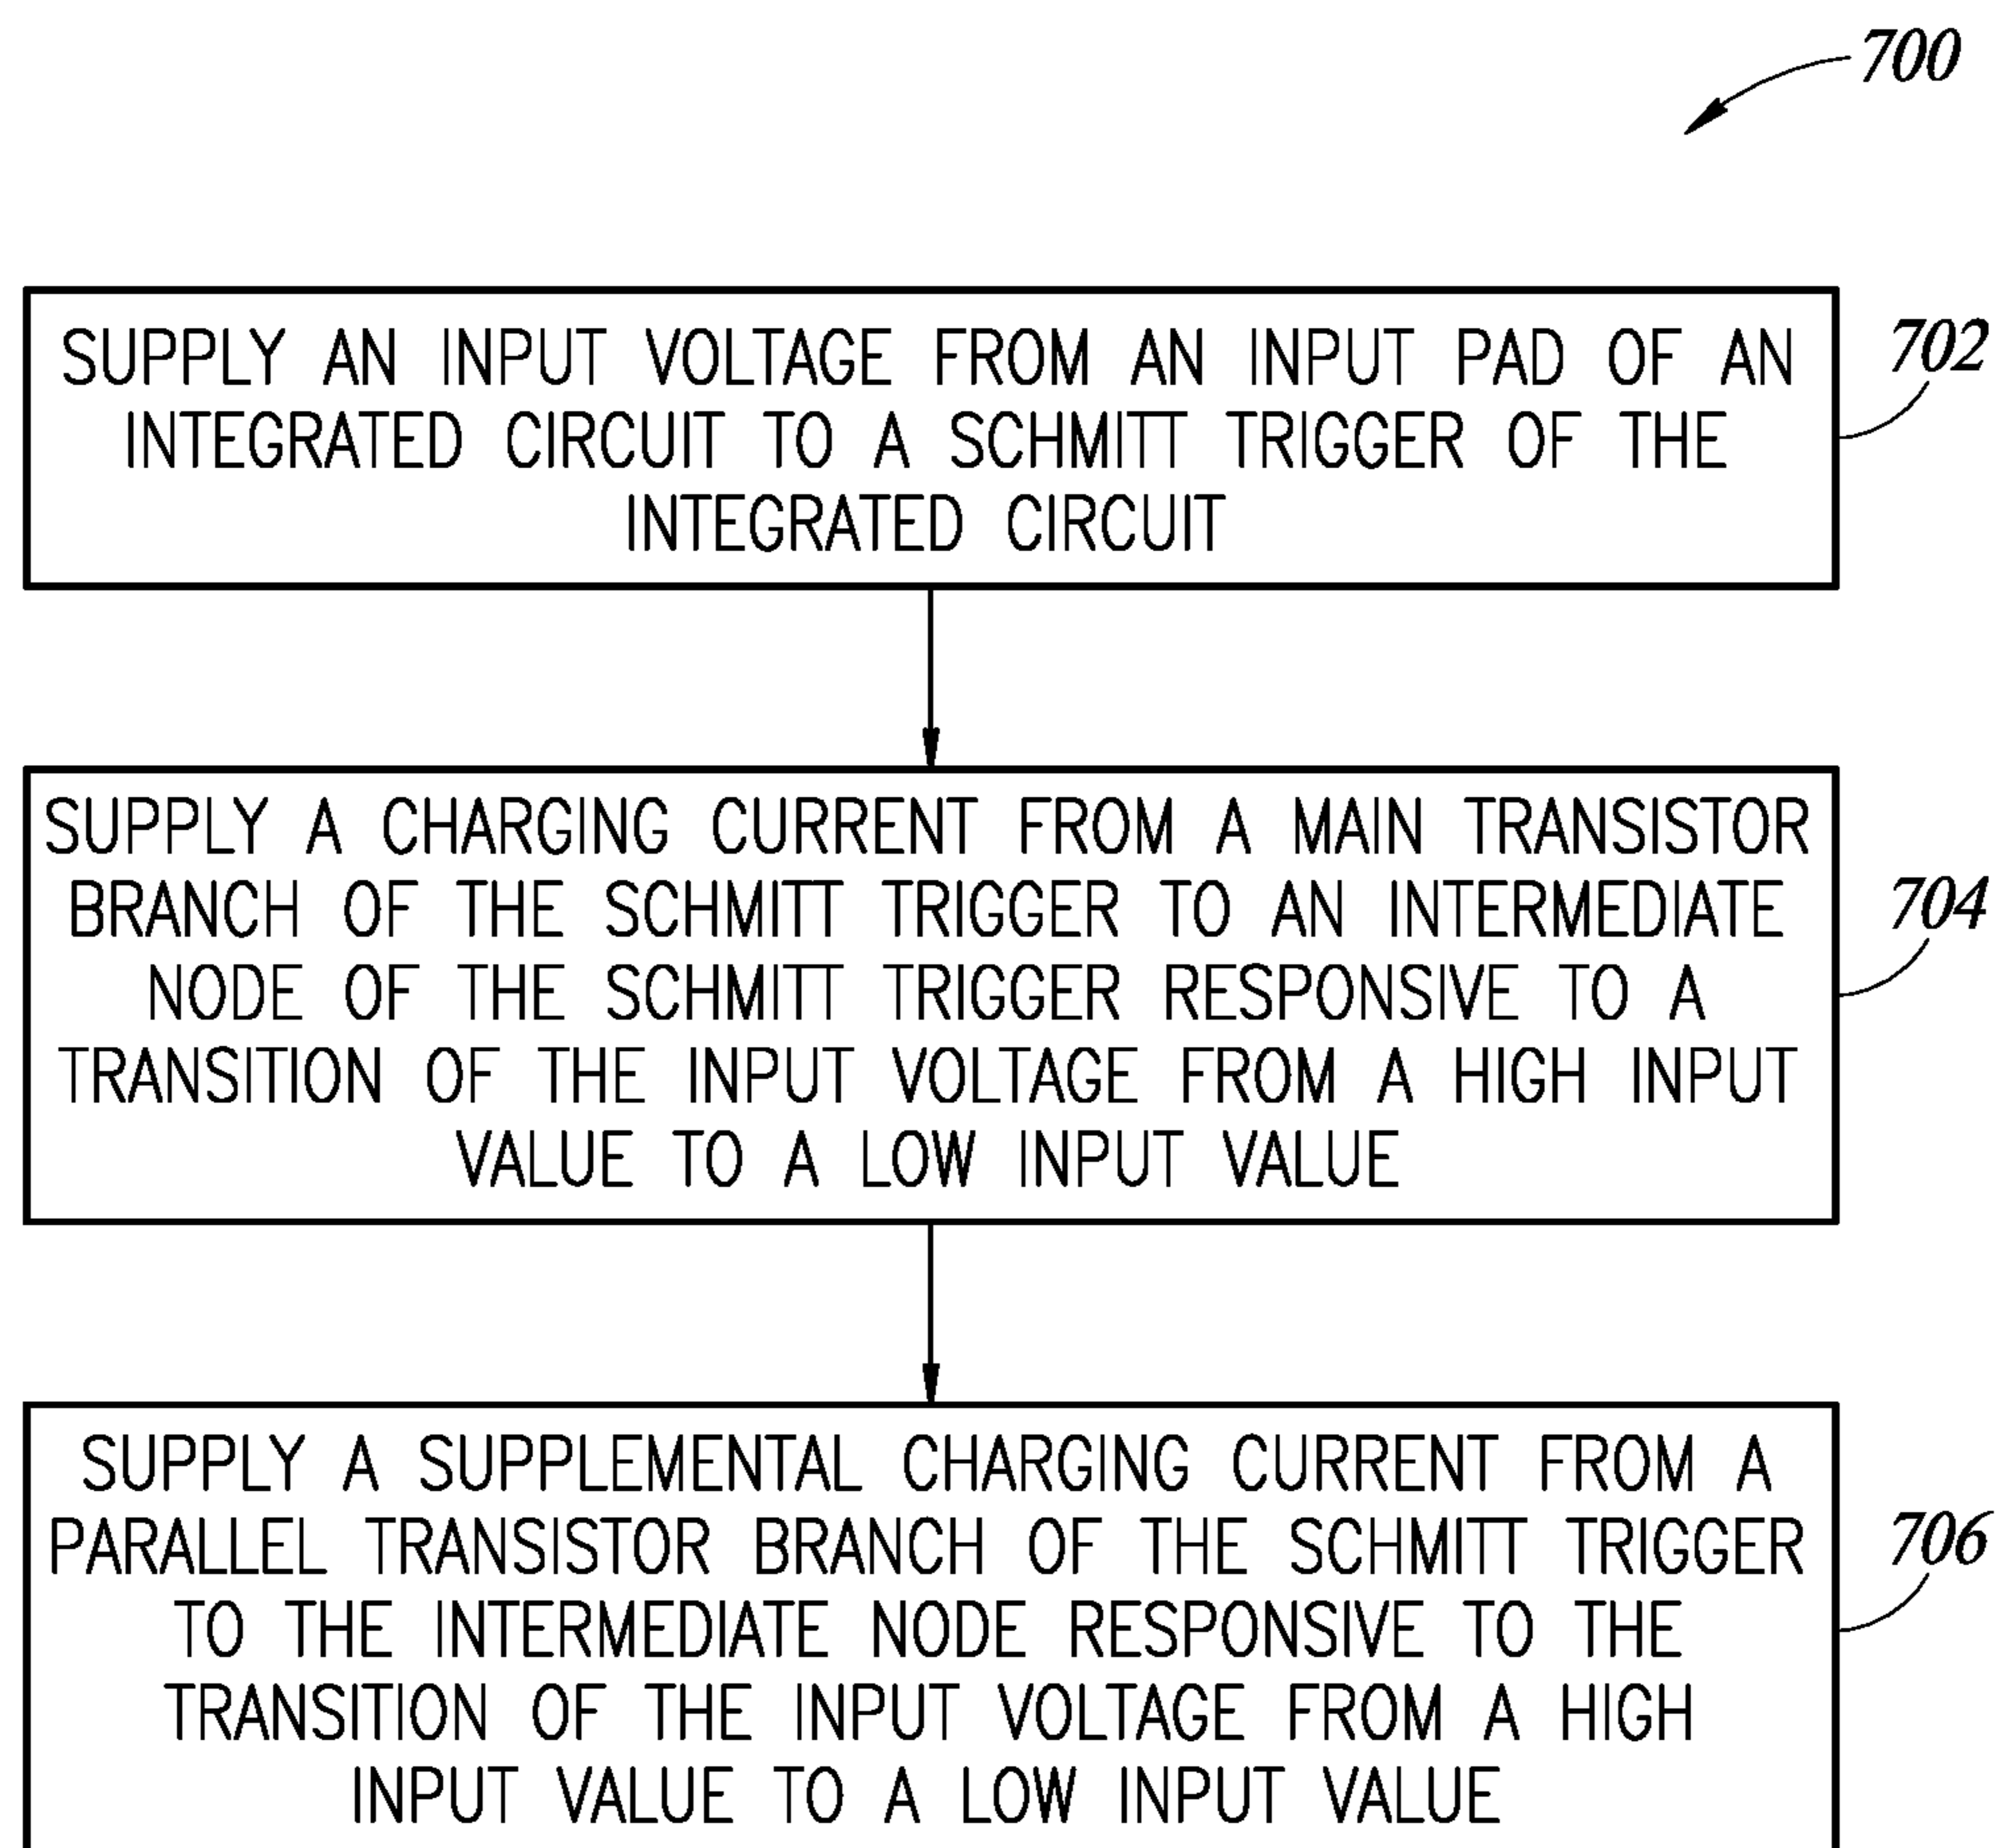 700
SUPPLY AN INPUT VOLTAGE FROM AN INPUT PAD OF AN
INTEGRATED CIRCUIT TO A SCHMITT TRIGGER OF THE
INTEGRATED CIRCUIT
702
SUPPLY A CHARGING CURRENT FROM A MAIN TRANSISTOR
BRANCH OF THE SCHMITT TRIGGER TO AN INTERMEDIATE
NODE OF THE SCHMITT TRIGGER RESPONSIVE TO A
TRANSITION OF THE INPUT VOLTAGE FROM A HIGH INPUT
VALUE TO A LOW INPUT VALUE
704
SUPPLY A SUPPLEMENTAL CHARGING CURRENT FROM A
PARALLEL TRANSISTOR BRANCH OF THE SCHMITT TRIGGER
TO THE INTERMEDIATE NODE RESPONSIVE TO THE
TRANSITION OF THE INPUT VOLTAGE FROM A HIGH
INPUT VALUE TO A LOW INPUT VALUE
706